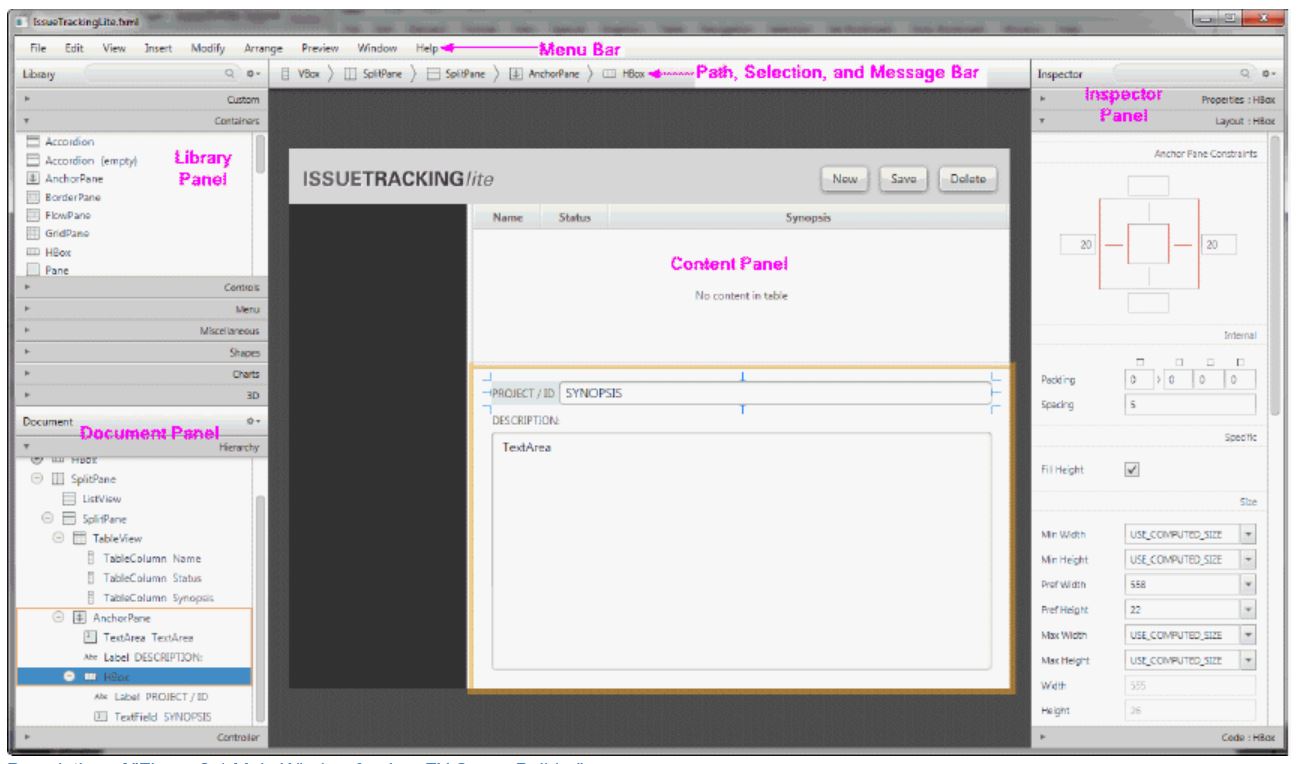 IssueTrackingLite.fxml
File Edit View Insert Modify Arrange Preview Window Help
Menu Bar
Library
VBox SplitPane SplitPane AnchorPane HBox
Path, Selection, and Message Bar
Inspector
Custom
Containers
Accordion
Accordion (empty)
AnchorPane
BorderPane
FlowPane
GridPane
HBox
Pane
Library
Panel
Controls
Menu
Miscellaneous
Shapes
Charts
3D
Document
Document Panel
Hierarchy
HBox
SplitPane
ListView
SplitPane
TableView
TableColumn Name
TableColumn Status
TableColumn Synopsis
AnchorPane
TextArea TextArea
Abc Label DESCRIPTION:
HBox
Abc Label PROJECT / ID
TextField SYNOPSIS
Controller
ISSUETRACKINGlite
New Save Delete
Name Status Synopsis
Content Panel
No content in table
PROJECT / ID SYNOPSIS
DESCRIPTION:
TextArea
Inspector
Panel
Properties : HBox
Layout : HBox
Anchor Pane Constraints
20 20
Internal
Padding 0 0 0 0
Spacing 5
Specific
Fill Height
Size
Min Width USE_COMPUTED_SIZE
Min Height USE_COMPUTED_SIZE
Pref Width 558
Pref Height 22
Max Width USE_COMPUTED_SIZE
Max Height USE_COMPUTED_SIZE
Width 555
Height 26
Code : HBox